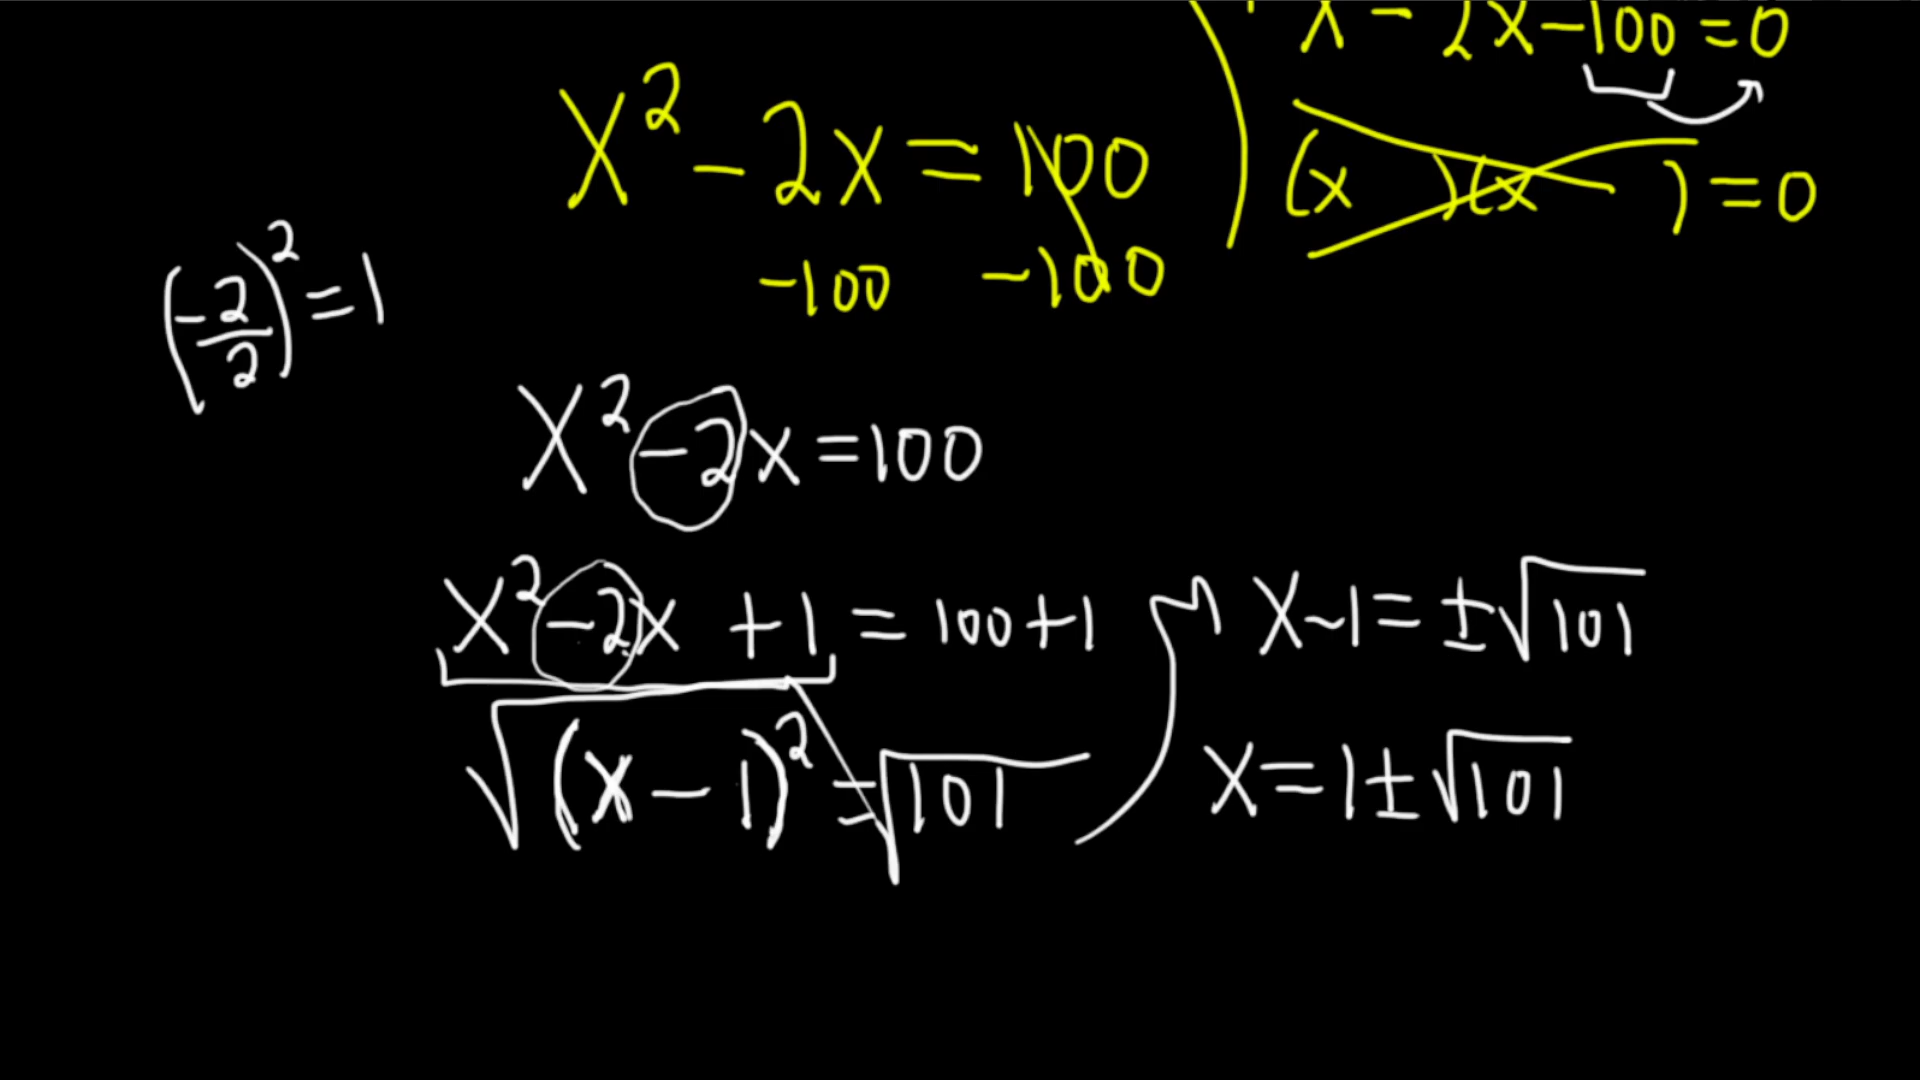 x² - 2x = 100
-100 -100
x - 2x - 100 = 0
(x )(x ) = 0
(-2/2)² = 1
x² - 2x = 100
x² - 2x + 1 = 100 + 1
√(x - 1)² = √101
x - 1 = ±√101
x = 1 ± √101